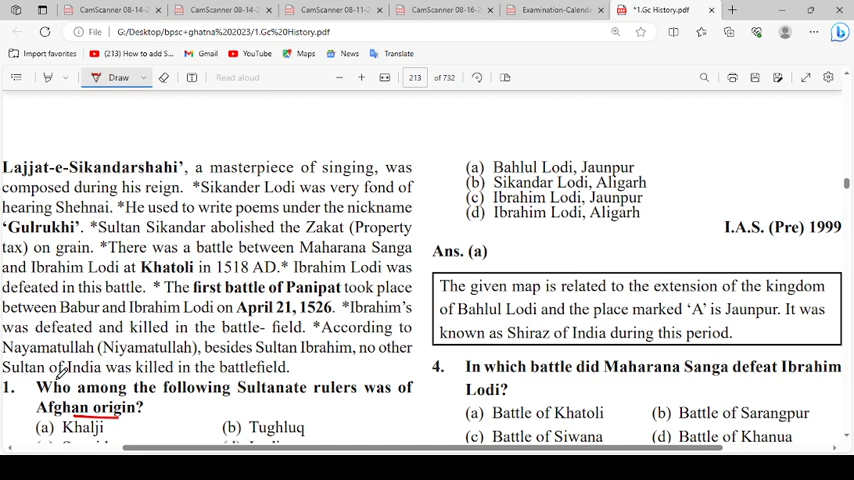 CamScanner 08-14-2
CamScanner 08-14-2
CamScanner 08-11-2
CamScanner 08-16-2
Examination-Calende
*1.Gc History.pdf
File
G:/Desktop/bpsc+ghatna%202023/1.Gc%20History.pdf
Import favorites
(213) How to add S...
Gmail
YouTube
Maps
News
Translate
Draw
Read aloud
213
of 732
Lajjat-e-Sikandarshahi’, a masterpiece of singing, was
composed during his reign. *Sikander Lodi was very fond of
hearing Shehnai. *He used to write poems under the nickname
‘Gulrukhi’. *Sultan Sikandar abolished the Zakat (Property
tax) on grain. *There was a battle between Maharana Sanga
and Ibrahim Lodi at Khatoli in 1518 AD.* Ibrahim Lodi was
defeated in this battle. * The first battle of Panipat took place
between Babur and Ibrahim Lodi on April 21, 1526. *Ibrahim’s
was defeated and killed in the battle- field. *According to
Nayamatullah (Niyamatullah), besides Sultan Ibrahim, no other
Sultan of India was killed in the battlefield.
1. Who among the following Sultanate rulers was of
Afghan origin?
(a) Khalji (b) Tughluq
(a) Bahlul Lodi, Jaunpur
(b) Sikandar Lodi, Aligarh
(c) Ibrahim Lodi, Jaunpur
(d) Ibrahim Lodi, Aligarh
I.A.S. (Pre) 1999
Ans. (a)
The given map is related to the extension of the kingdom
of Bahlul Lodi and the place marked ‘A’ is Jaunpur. It was
known as Shiraz of India during this period.
4. In which battle did Maharana Sanga defeat Ibrahim
Lodi?
(a) Battle of Khatoli (b) Battle of Sarangpur
(c) Battle of Siwana (d) Battle of Khanua